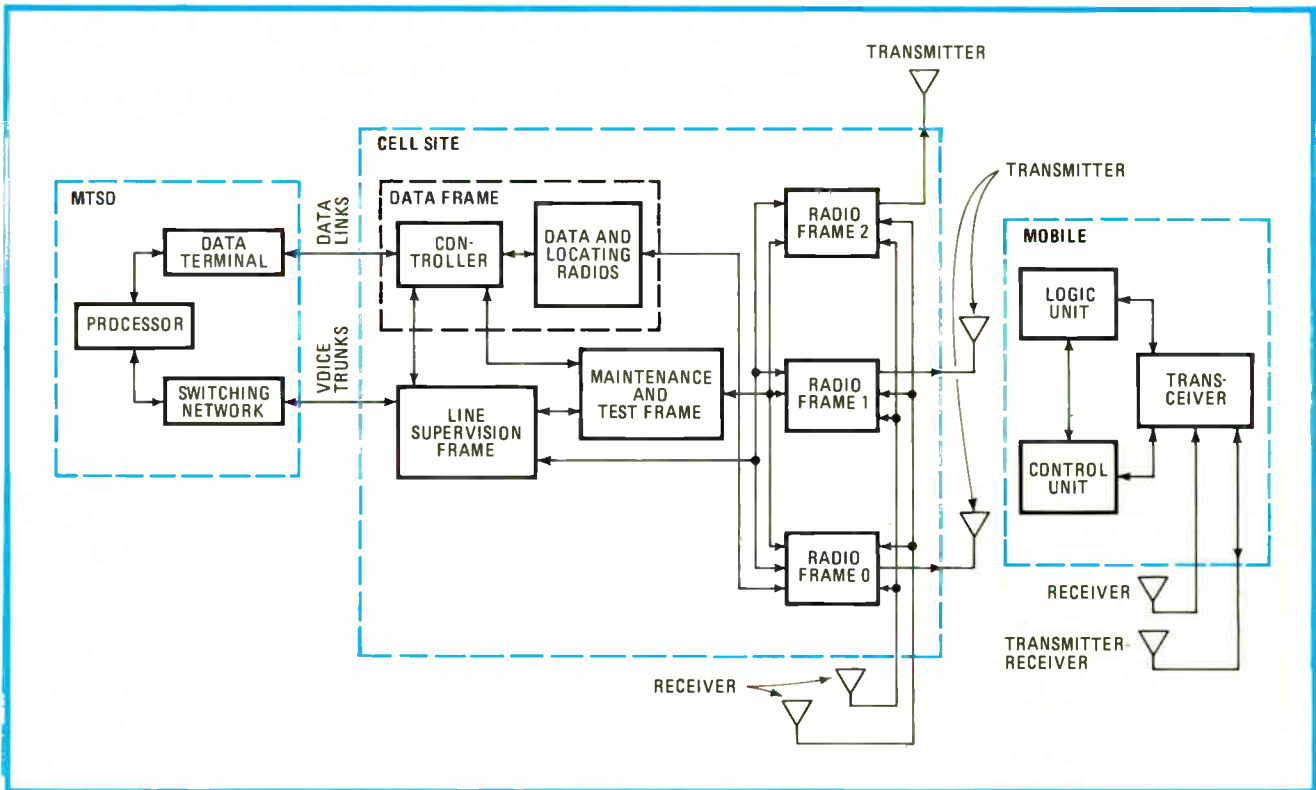 TRANSMITTER
CELL SITE
TRANSMITTER
MTSO
DATA FRAME
DATA LINKS
DATA
TERMINAL
CON-
TROLLER
DATA AND
LOCATING
RADIOS
RADIO
FRAME 2
MOBILE
LOGIC
UNIT
PROCESSOR
VOICE
TRUNKS
SWITCHING
NETWORK
LINE
SUPERVISION
FRAME
MAINTENANCE
AND
TEST FRAME
RADIO
FRAME 1
TRANS-
CEIVER
CONTROL
UNIT
RADIO
FRAME 0
RECEIVER
TRANSMITTER-
RECEIVER
RECEIVER